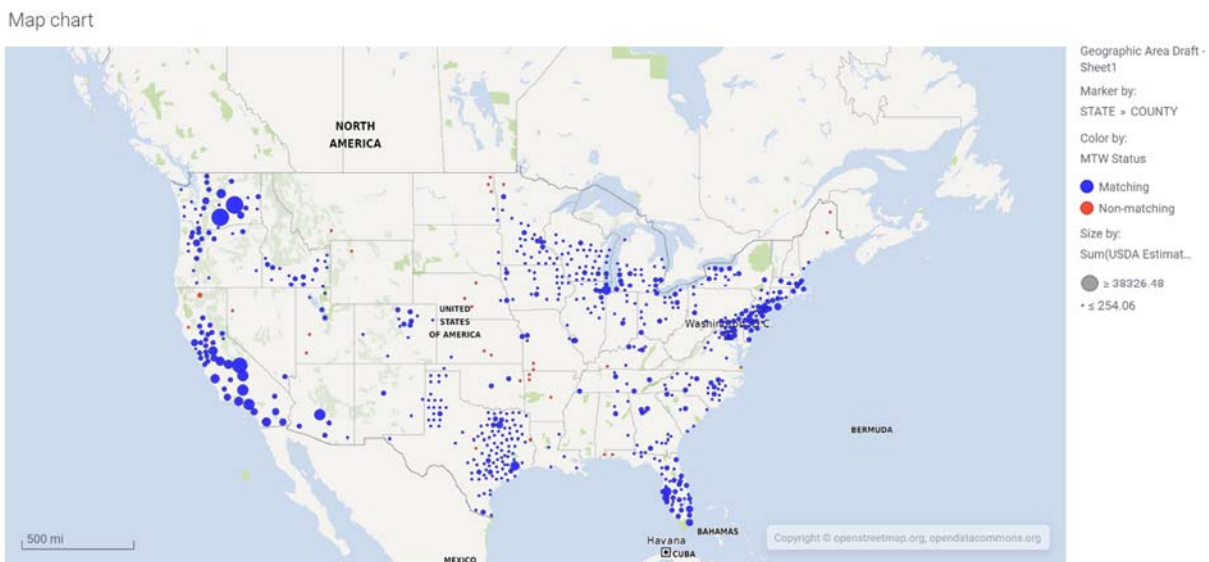 Map chart
NORTH
AMERICA
UNITED
STATES
OF AMERICA
Washington, D.C.
BERMUDA
BAHAMAS
Havana
CUBA
MEXICO
500 mi
Copyright © openstreetmap.org, opendatacommons.org
Geographic Area Draft -
Sheet1
Marker by:
STATE » COUNTY
Color by:
MTW Status
Matching
Non-matching
Size by:
Sum(USDA Estimat...
≥ 38326.48
≤ 254.06